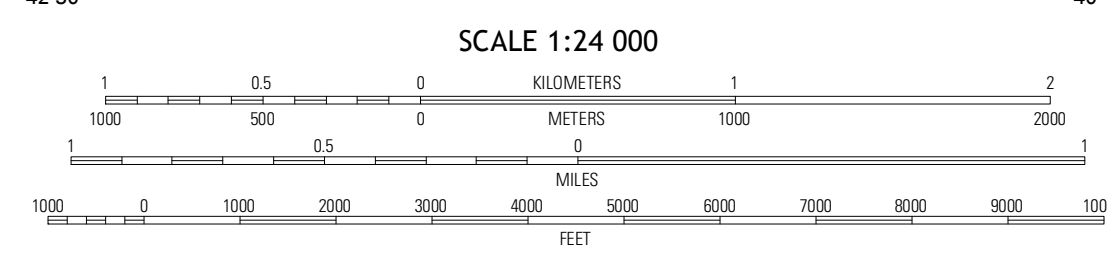 SCALE 1:24 000
1 0.5 0 KILOMETERS 1 2
1000 500 0 METERS 1000 2000
1 0.5 0 1
MILES
1000 0 1000 2000 3000 4000 5000 6000 7000 8000 9000 100
FEET